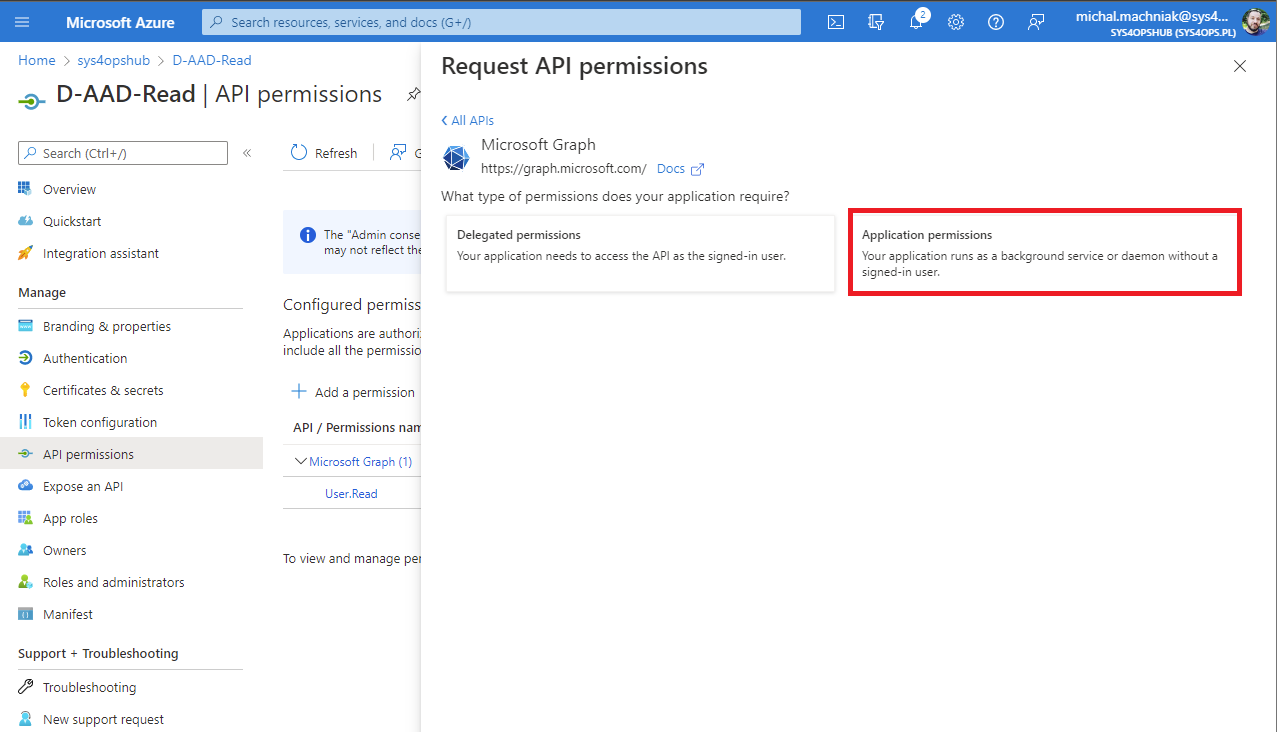 Microsoft Azure
Search resources, services, and docs (G+/)
2
michal.machniak@sys4...
SYS4OPSHUB (SYS4OPS.PL)
Home > sys4opshub > D-AAD-Read
D-AAD-Read | API permissions
Search (Ctrl+/)
«
Overview
Quickstart
Integration assistant
Manage
Branding & properties
Authentication
Certificates & secrets
Token configuration
API permissions
Expose an API
App roles
Owners
Roles and administrators
Manifest
Support + Troubleshooting
Troubleshooting
New support request
Refresh
G
The "Admin conse
may not reflect the
Configured permiss
Applications are authori
include all the permissio
Add a permission
API / Permissions nam
Microsoft Graph (1)
User.Read
To view and manage per
Request API permissions
All APIs
Microsoft Graph
https://graph.microsoft.com/ Docs
What type of permissions does your application require?
Delegated permissions
Your application needs to access the API as the signed-in user.
Application permissions
Your application runs as a background service or daemon without a
signed-in user.